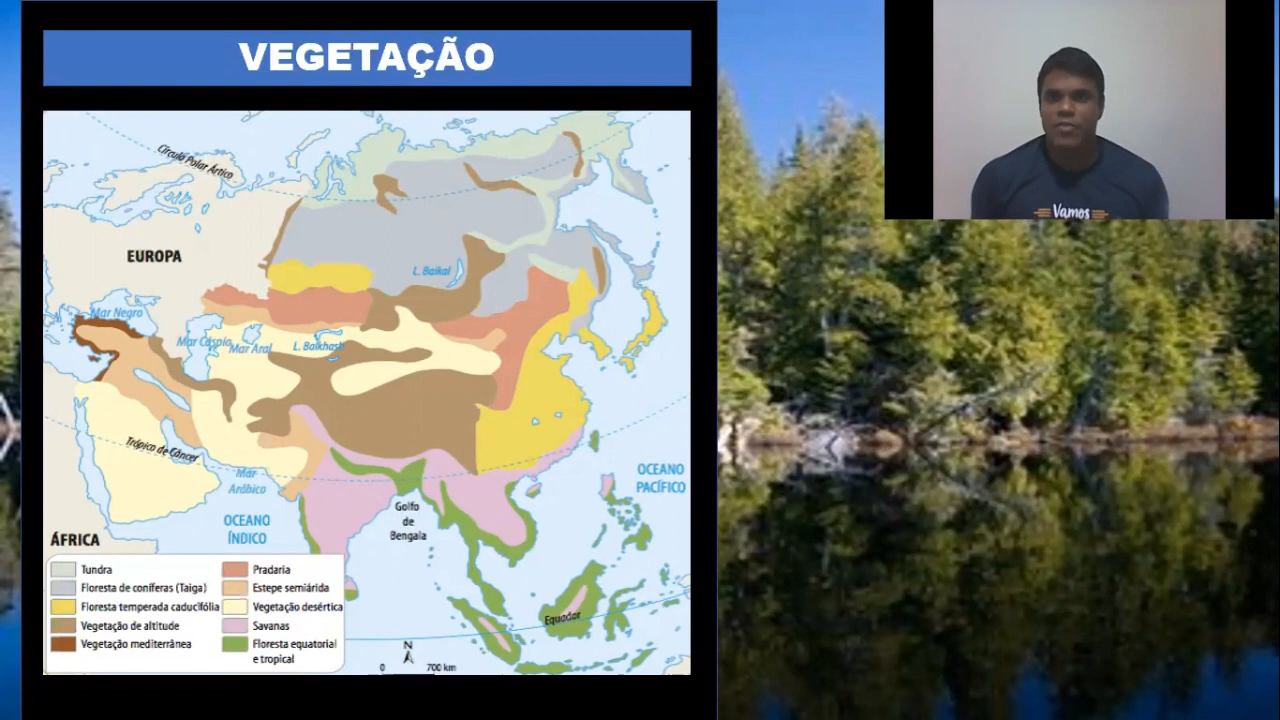 VEGETAÇÃO
Vamos
Círculo Polar Ártico
EUROPA
L. Baikal
Mar Negro
Mar Cáspio
Mar Aral
L. Balkhash
Trópico de Câncer
Mar
Arábico
OCEANO
PACÍFICO
OCEANO
ÍNDICO
Golfo
de
Bengala
ÁFRICA
Equador
Tundra
Floresta de coníferas (Taiga)
Floresta temperada caducifólia
Vegetação de altitude
Vegetação mediterrânea
Pradaria
Estepe semiárida
Vegetação desértica
Savanas
Floresta equatorial
e tropical
N
0 700 km